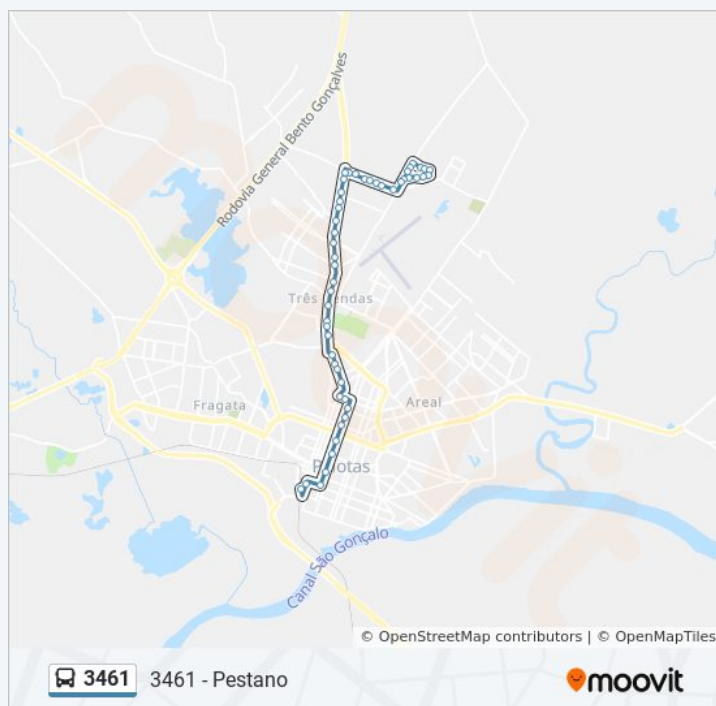 Rodovia General Bento Gonçalves
Três Vendas
Areal
Fragata
Pelotas
Canal São Gonçalo
© OpenStreetMap contributors | © OpenMapTiles
3461 3461 - Pestano moovit